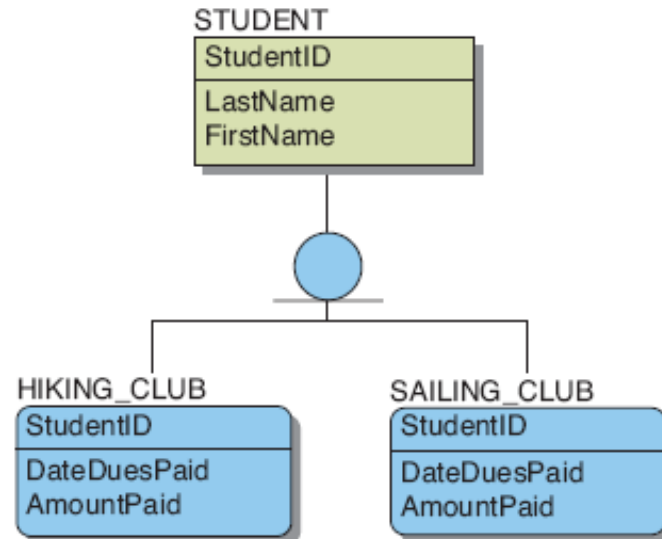 STUDENT
StudentID
LastName
FirstName
HIKING_CLUB
StudentID
DateDuesPaid
AmountPaid
SAILING_CLUB
StudentID
DateDuesPaid
AmountPaid